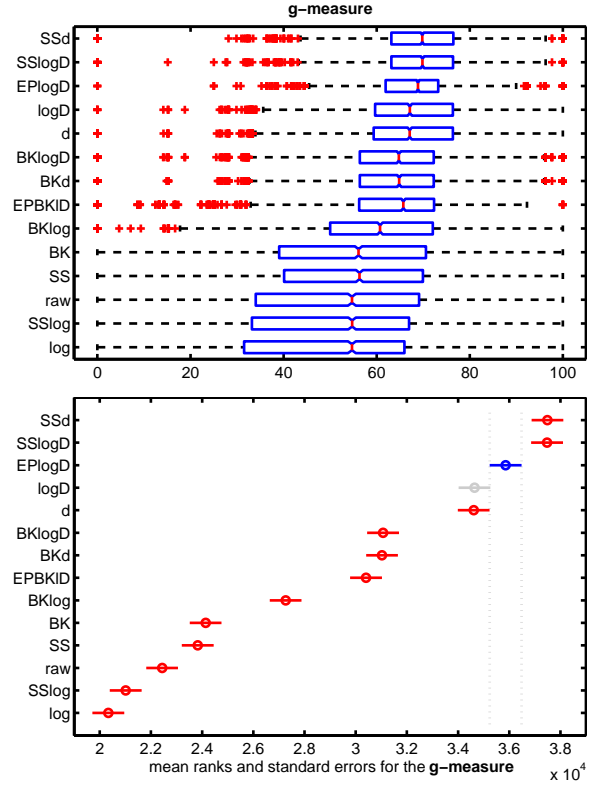 g−measure
SSd
SSlogD
EPlogD
logD
d
BKlogD
BKd
EPBKlD
BKlog
BK
SS
raw
SSlog
log
0 20 40 60 80 100
SSd
SSlogD
EPlogD
logD
d
BKlogD
BKd
EPBKlD
BKlog
BK
SS
raw
SSlog
log
2 2.2 2.4 2.6 2.8 3 3.2 3.4 3.6 3.8
x 10^4
mean ranks and standard errors for the g−measure